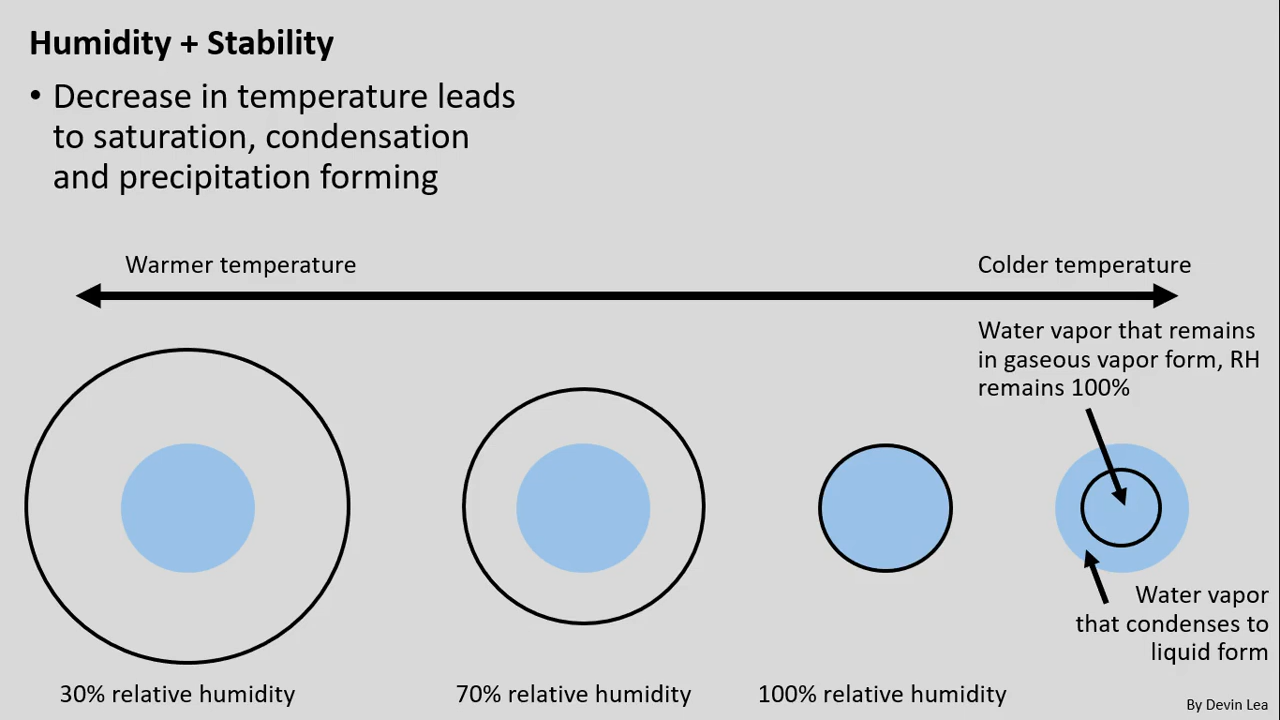 Humidity + Stability
• Decrease in temperature leads
to saturation, condensation
and precipitation forming
Warmer temperature
Colder temperature
Water vapor that remains
in gaseous vapor form, RH
remains 100%
Water vapor
that condenses to
liquid form
30% relative humidity
70% relative humidity
100% relative humidity
By Devin Lea